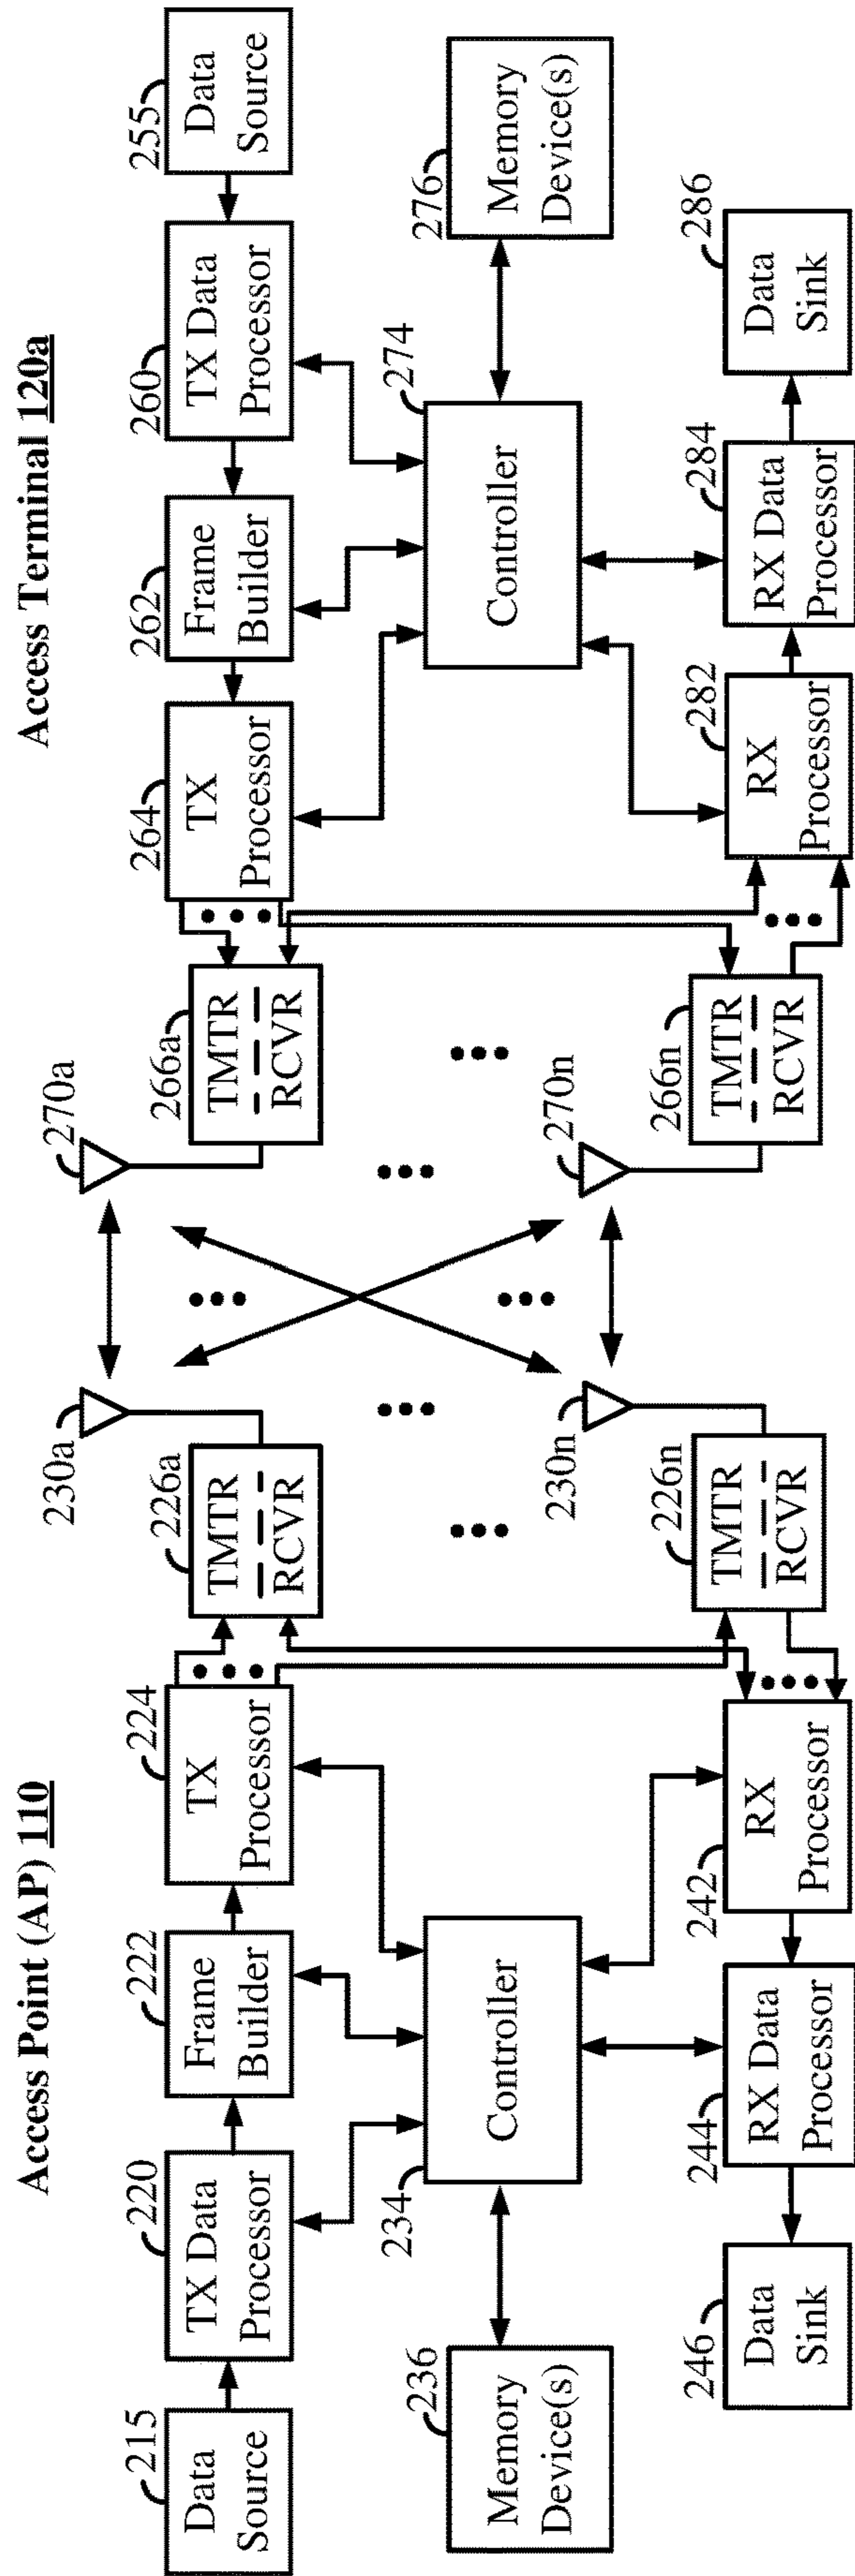 Access Point (AP) 110
Access Terminal 120a
215
Data
Source
220
TX Data
Processor
222
Frame
Builder
224
TX
Processor
226a
TMTR
RCVR
230a
270a
266a
TMTR
RCVR
264
TX
Processor
262
Frame
Builder
260
TX Data
Processor
255
Data
Source
236
Memory
Device(s)
234
Controller
274
Controller
276
Memory
Device(s)
246
Data
Sink
244
RX Data
Processor
242
RX
Processor
226n
TMTR
RCVR
230n
270n
266n
TMTR
RCVR
282
RX
Processor
284
RX Data
Processor
286
Data
Sink